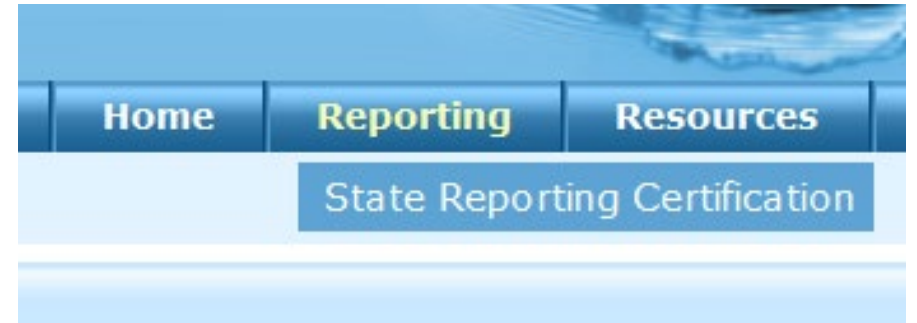 Home Reporting Resources
State Reporting Certification